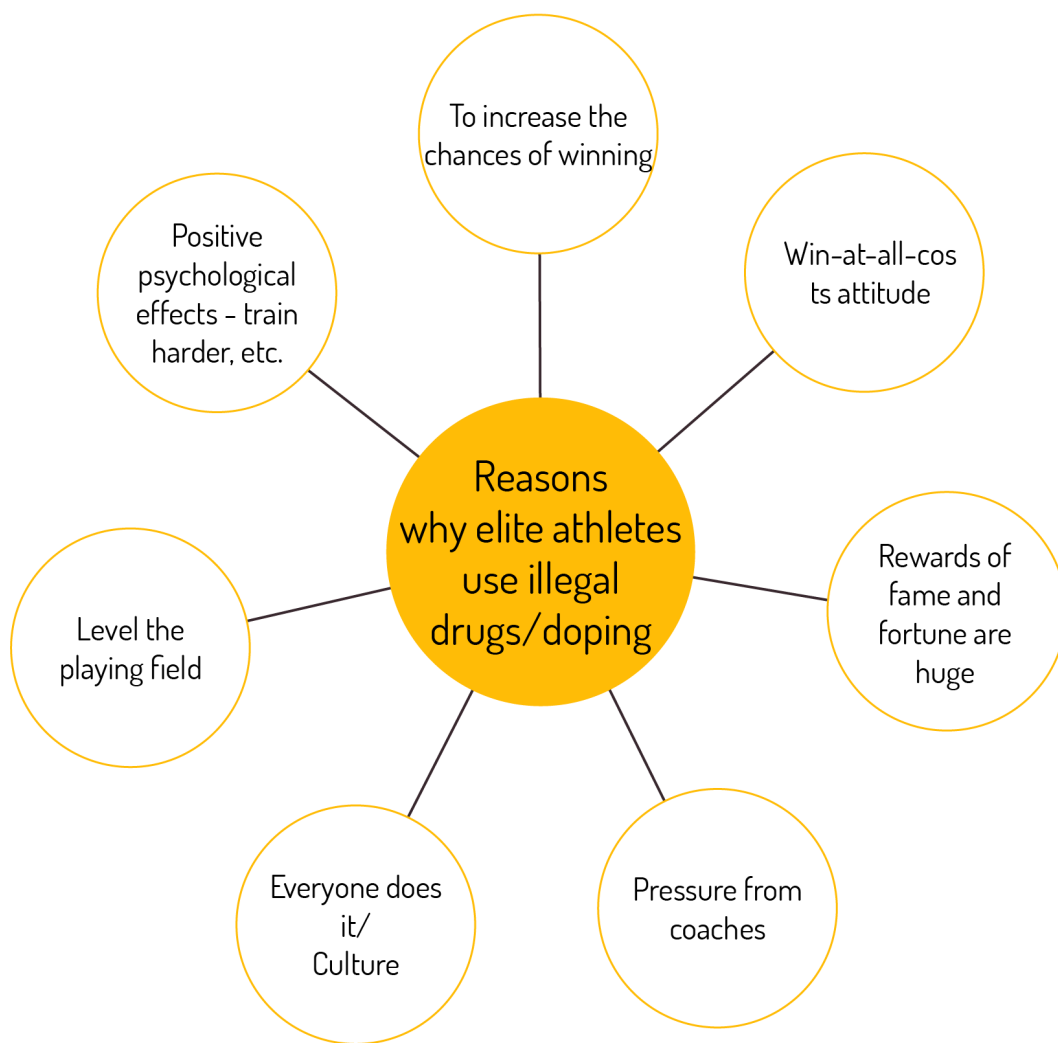 To increase the
chances of winning
Win-at-all-cos
ts attitude
Rewards of
fame and
fortune are
huge
Pressure from
coaches
Everyone does
it/
Culture
Level the
playing field
Positive
psychological
effects - train
harder, etc.
Reasons
why elite athletes
use illegal
drugs/doping